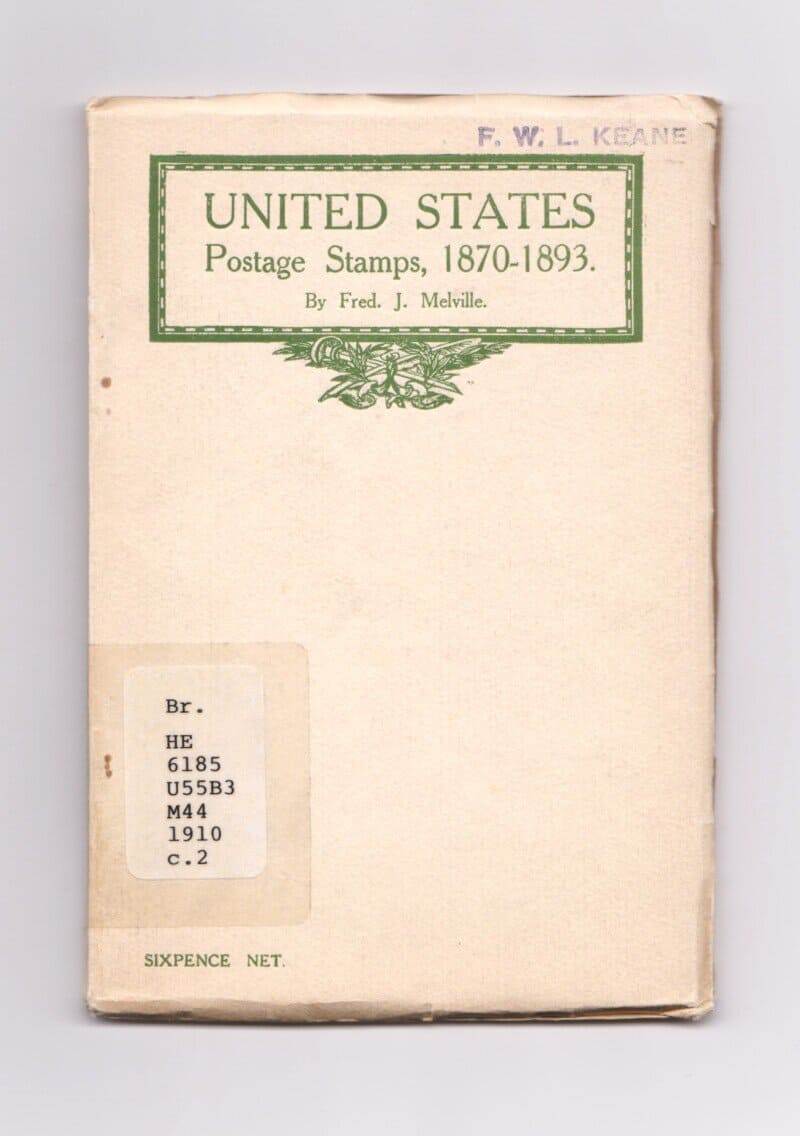 F. W. L. KEANE
UNITED STATES
Postage Stamps, 1870-1893.
By Fred. J. Melville.
Br.
HE
6185
U55B3
M44
1910
c.2
SIXPENCE NET.